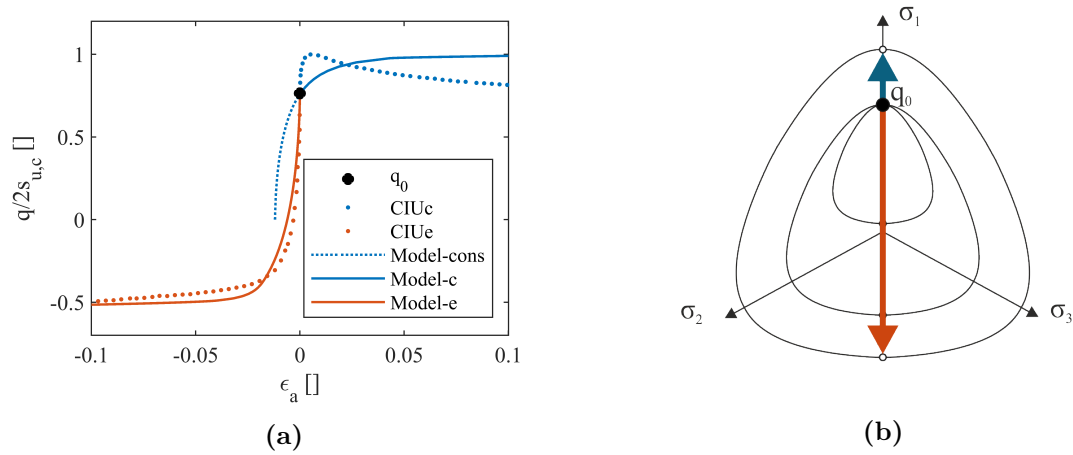 1
0.5
0
-0.5
-0.1
-0.05
0
0.05
0.1
q/2s_{u,c} []
ϵ_a []
q_0
CIUc
CIUe
Model-cons
Model-c
Model-e
(a)
σ_1
q_0
σ_2
σ_3
(b)